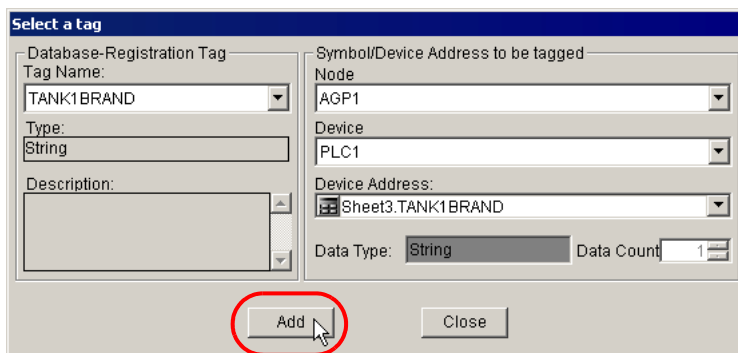 Select a tag
Database-Registration Tag
Tag Name:
TANK1BRAND
Type:
String
Description:
Symbol/Device Address to be tagged
Node
AGP1
Device
PLC1
Device Address:
Sheet3.TANK1BRAND
Data Type: String Data Count 1
Add Close